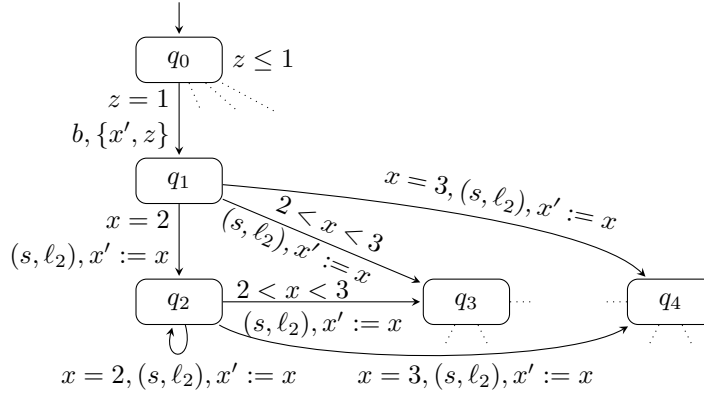 q₀ z ≤ 1
z = 1
b, {x′, z}
q₁
x = 3, (s, ℓ₂), x′ := x
x = 2
(s, ℓ₂), x′ := x
2 < x < 3
(s, ℓ₂), x′ := x
q₂
2 < x < 3
(s, ℓ₂), x′ := x
q₃
q₄
x = 2, (s, ℓ₂), x′ := x
x = 3, (s, ℓ₂), x′ := x